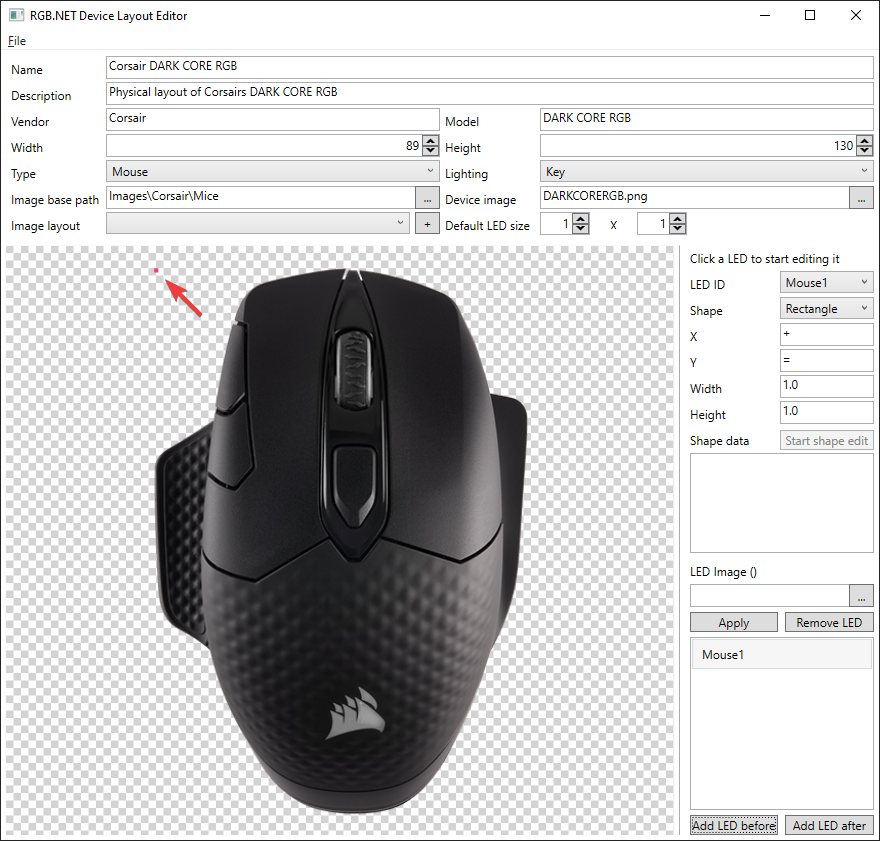 RGB.NET Device Layout Editor
File
Name Corsair DARK CORE RGB
Description Physical layout of Corsairs DARK CORE RGB
Vendor Corsair Model DARK CORE RGB
Width 89 Height 130
Type Mouse Lighting Key
Image base path Images\Corsair\Mice ... Device image DARKCORERGB.png ...
Image layout + Default LED size 1 X 1
Click a LED to start editing it
LED ID Mouse1
Shape Rectangle
X +
Y =
Width 1.0
Height 1.0
Shape data Start shape edit
LED Image ()
...
Apply Remove LED
Mouse1
Add LED before Add LED after